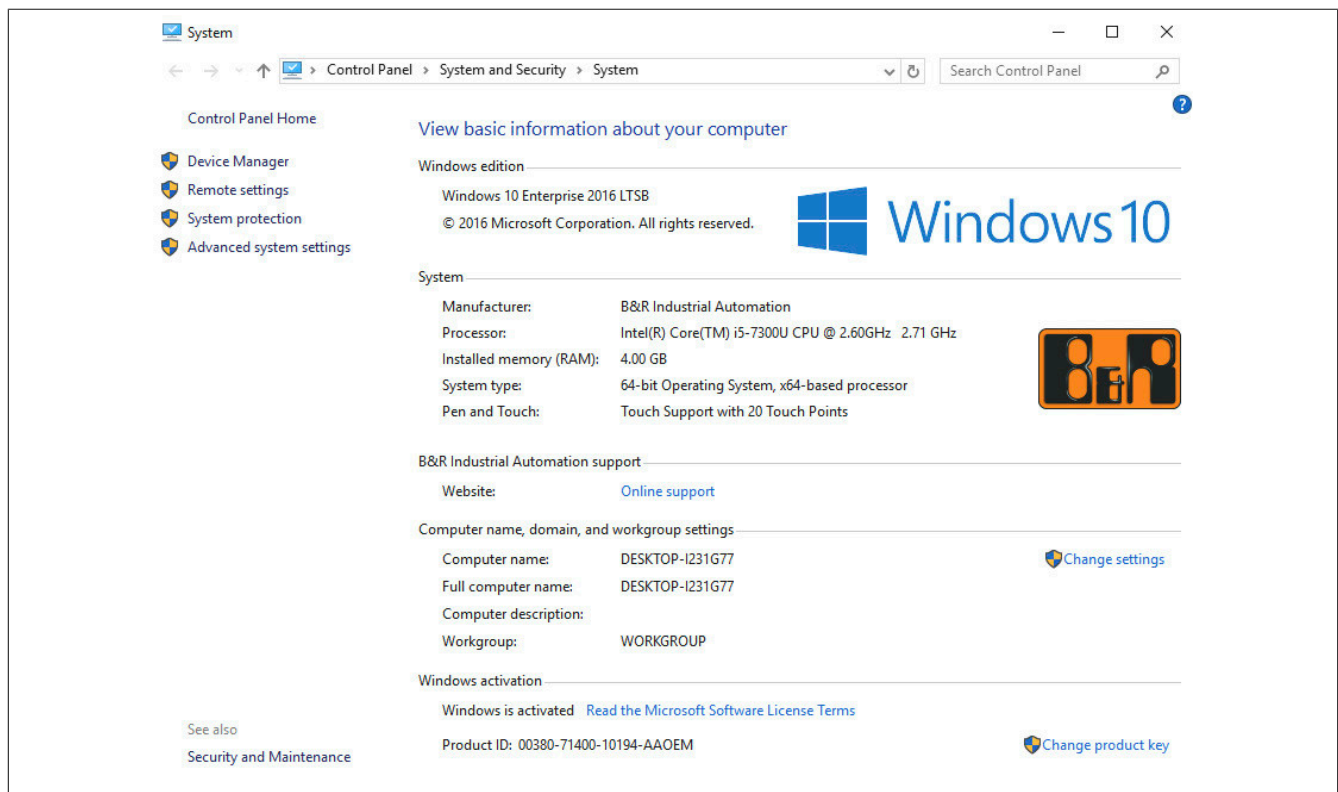 System
Control Panel > System and Security > System
Search Control Panel
?
Control Panel Home
Device Manager
Remote settings
System protection
Advanced system settings
View basic information about your computer
Windows edition
Windows 10 Enterprise 2016 LTSB
© 2016 Microsoft Corporation. All rights reserved.
Windows 10
System
Manufacturer: B&R Industrial Automation
Processor: Intel(R) Core(TM) i5-7300U CPU @ 2.60GHz 2.71 GHz
Installed memory (RAM): 4.00 GB
System type: 64-bit Operating System, x64-based processor
Pen and Touch: Touch Support with 20 Touch Points
B&R
B&R Industrial Automation support
Website: Online support
Computer name, domain, and workgroup settings
Computer name: DESKTOP-I231G77
Change settings
Full computer name: DESKTOP-I231G77
Computer description:
Workgroup: WORKGROUP
Windows activation
Windows is activated Read the Microsoft Software License Terms
Product ID: 00380-71400-10194-AAOEM
Change product key
See also
Security and Maintenance